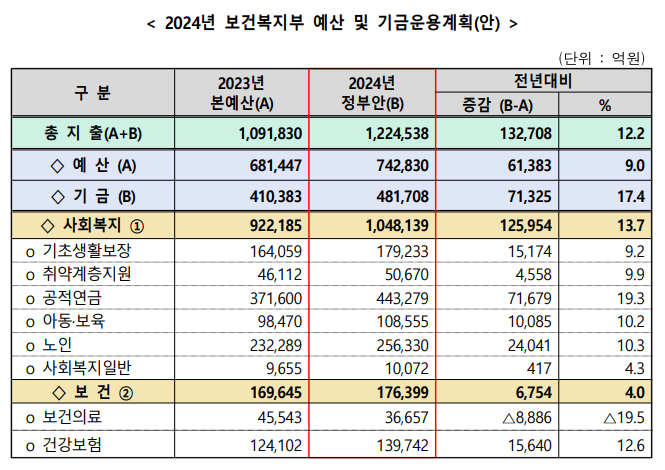 < 2024년 보건복지부 예산 및 기금운용계획(안) >
(단위 : 억원)
구 분 2023년 본예산(A) 2024년 정부안(B) 전년대비
증감 (B-A) %
총 지 출(A+B) 1,091,830 1,224,538 132,708 12.2
◇ 예 산 (A) 681,447 742,830 61,383 9.0
◇ 기 금 (B) 410,383 481,708 71,325 17.4
◇ 사회복지 ① 922,185 1,048,139 125,954 13.7
o 기초생활보장 164,059 179,233 15,174 9.2
o 취약계층지원 46,112 50,670 4,558 9.9
o 공적연금 371,600 443,279 71,679 19.3
o 아동·보육 98,470 108,555 10,085 10.2
o 노인 232,289 256,330 24,041 10.3
o 사회복지일반 9,655 10,072 417 4.3
◇ 보 건 ② 169,645 176,399 6,754 4.0
o 보건의료 45,543 36,657 △8,886 △19.5
o 건강보험 124,102 139,742 15,640 12.6